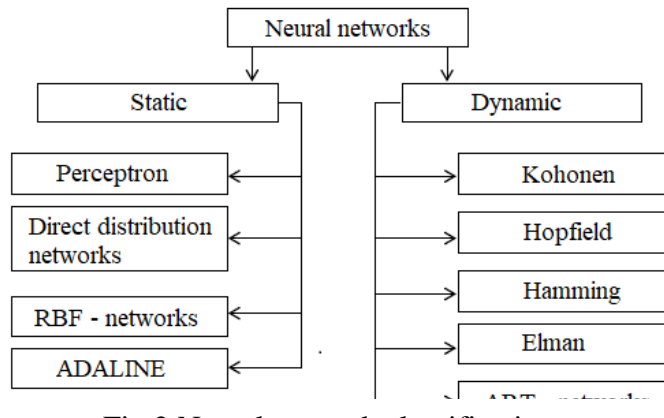 Neural networks
Static
Dynamic
Perceptron
Kohonen
Direct distribution
networks
Hopfield
RBF - networks
Hamming
ADALINE
Elman